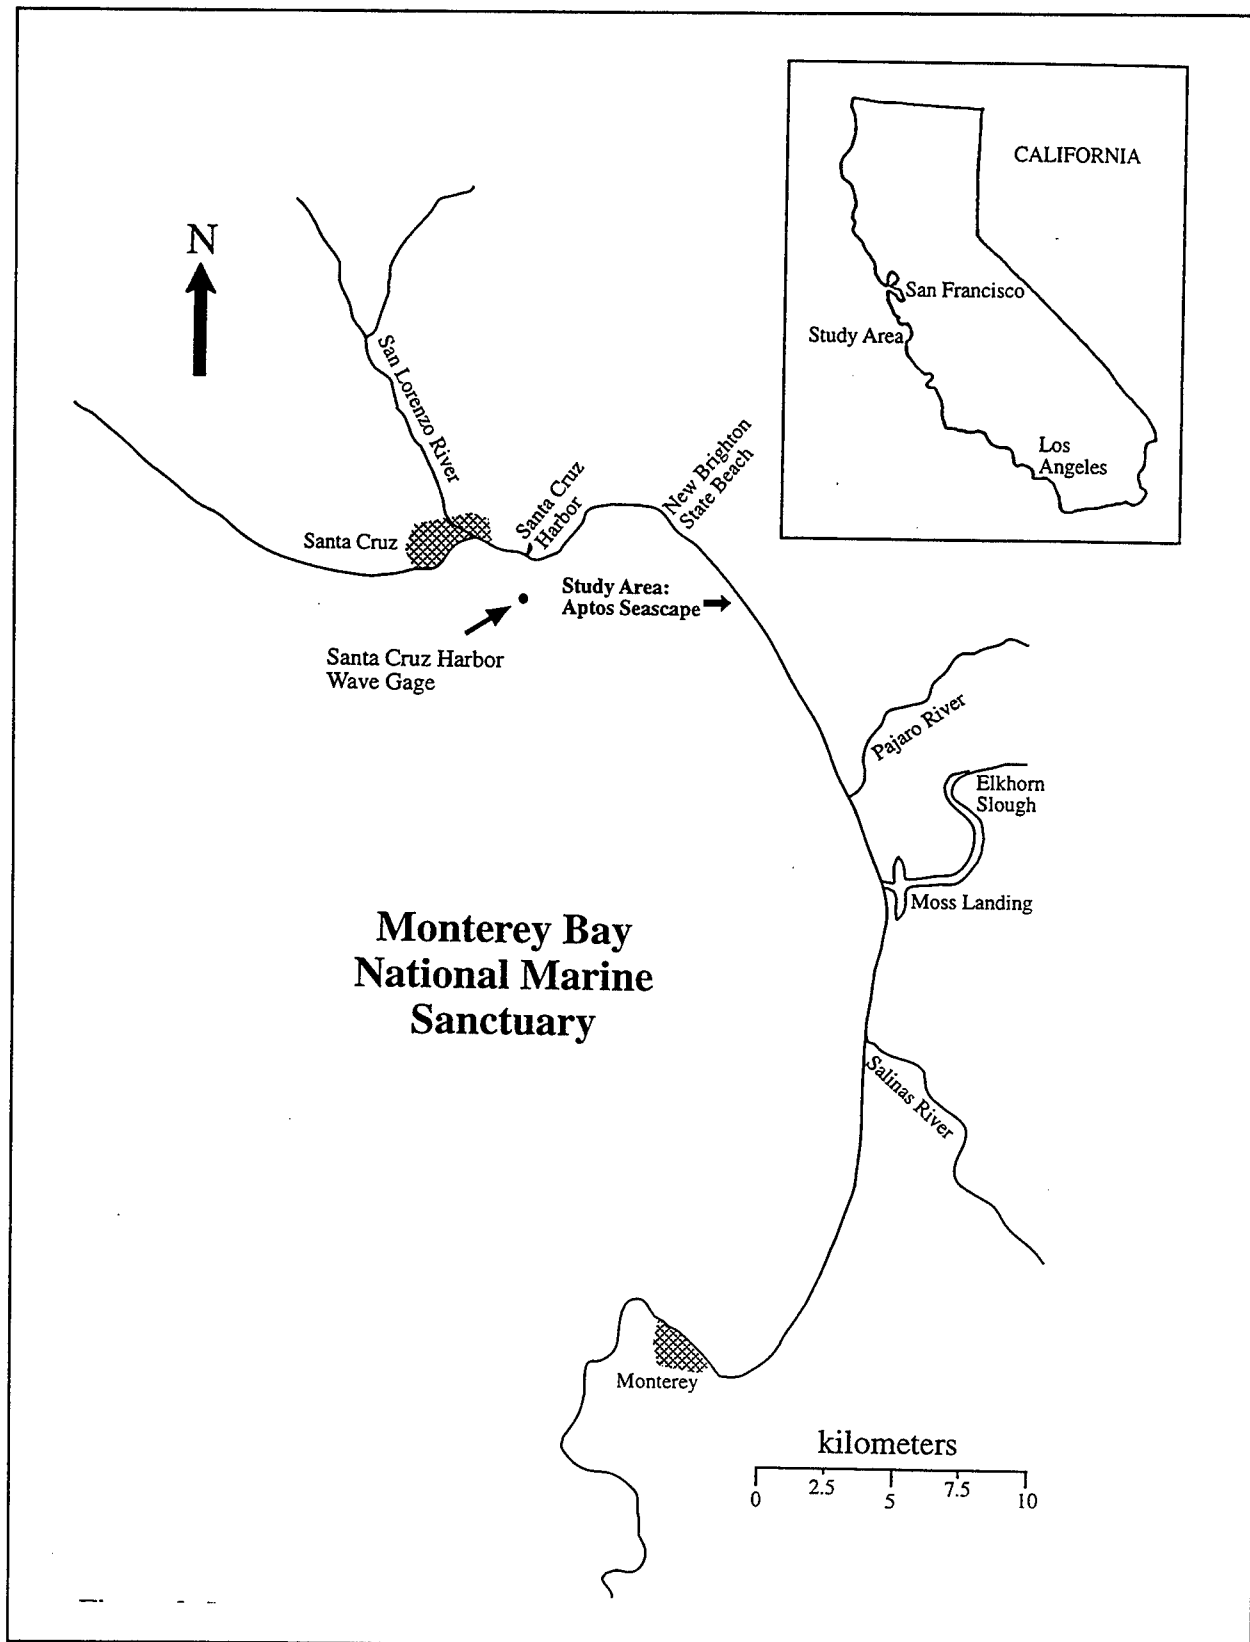 CALIFORNIA
San Francisco
Study Area
Los
Angeles
N
San Lorenzo River
Santa Cruz
Santa Cruz
Harbor
New Brighton
State Beach
Study Area:
Aptos Seascape
Santa Cruz Harbor
Wave Gage
Pajaro River
Elkhorn
Slough
Moss Landing
Monterey Bay
National Marine
Sanctuary
Salinas River
Monterey
kilometers
0 2.5 5 7.5 10